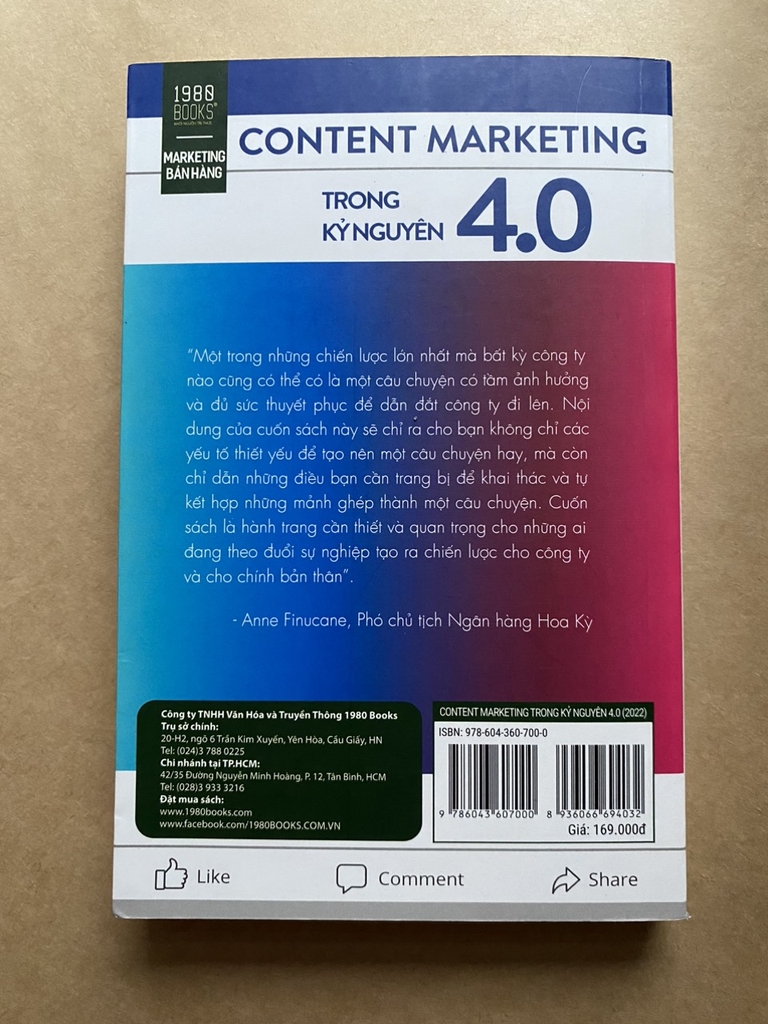 1980
BOOKS®
MARKETING
BÁN HÀNG
CONTENT MARKETING
TRONG
KỶ NGUYÊN 4.0
"Một trong những chiến lược lớn nhất mà bất kỳ công ty
nào cũng có thể có là một câu chuyện có tầm ảnh hưởng
và đủ sức thuyết phục để dẫn dắt công ty đi lên. Nội
dung của cuốn sách này sẽ chỉ ra cho bạn không chỉ các
yếu tố thiết yếu để tạo nên một câu chuyện hay, mà còn
chỉ dẫn những điều bạn cần trang bị để khai thác và tự
kết hợp những mảnh ghép thành một câu chuyện. Cuốn
sách là hành trang cần thiết và quan trọng cho những ai
đang theo đuổi sự nghiệp tạo ra chiến lược cho công ty
và cho chính bản thân".
- Anne Finucane, Phó chủ tịch Ngân hàng Hoa Kỳ
Công ty TNHH Văn Hóa và Truyền Thông 1980 Books
Trụ sở chính:
20-H2, ngõ 6 Trần Kim Xuyến, Yên Hòa, Cầu Giấy, HN
Tel: (024)3 788 0225
Chi nhánh tại TP.HCM:
42/35 Đường Nguyễn Minh Hoàng, P. 12, Tân Bình, HCM
Tel: (028)3 933 3216
Đặt mua sách:
www.1980books.com
www.facebook.com/1980BOOKS.COM.VN
CONTENT MARKETING TRONG KỶ NGUYÊN 4.0 (2022)
ISBN: 978-604-360-700-0
9 786043 607000
8 936066 694032
Giá: 169.000đ
Like
Comment
Share